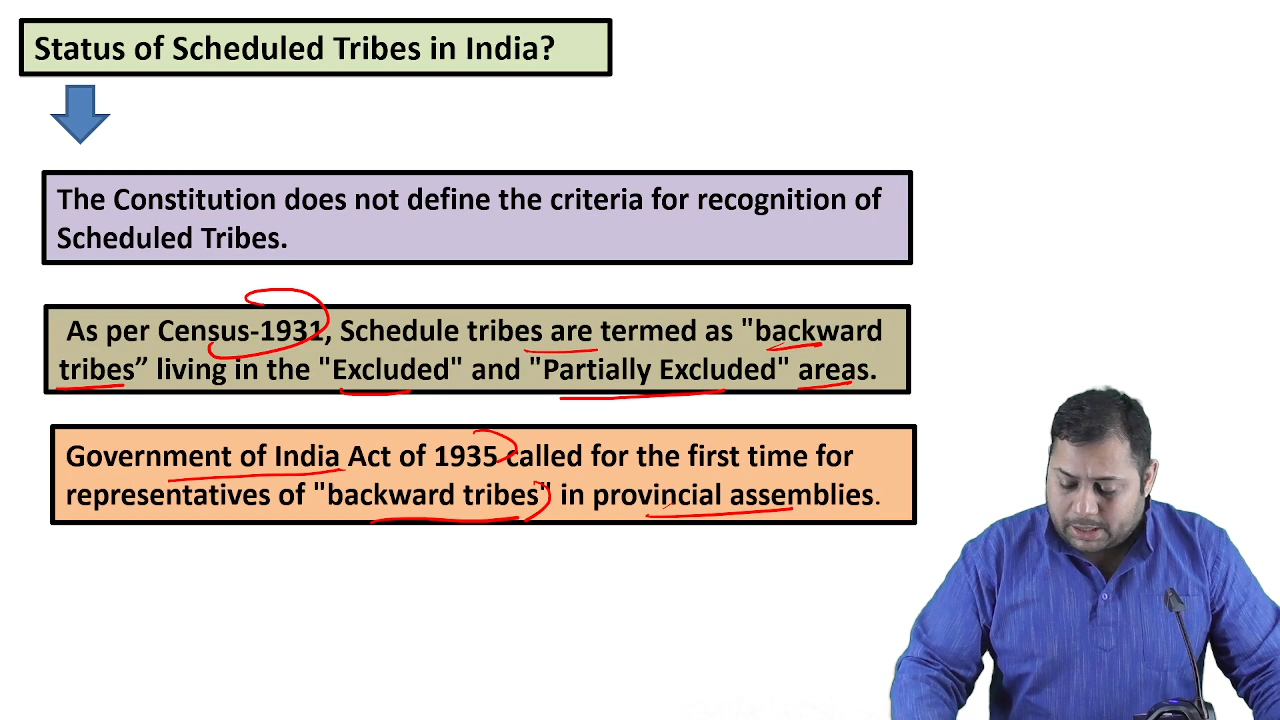 Status of Scheduled Tribes in India?
The Constitution does not define the criteria for recognition of
Scheduled Tribes.
As per Census-1931, Schedule tribes are termed as "backward
tribes” living in the "Excluded" and "Partially Excluded" areas.
Government of India Act of 1935 called for the first time for
representatives of "backward tribes" in provincial assemblies.